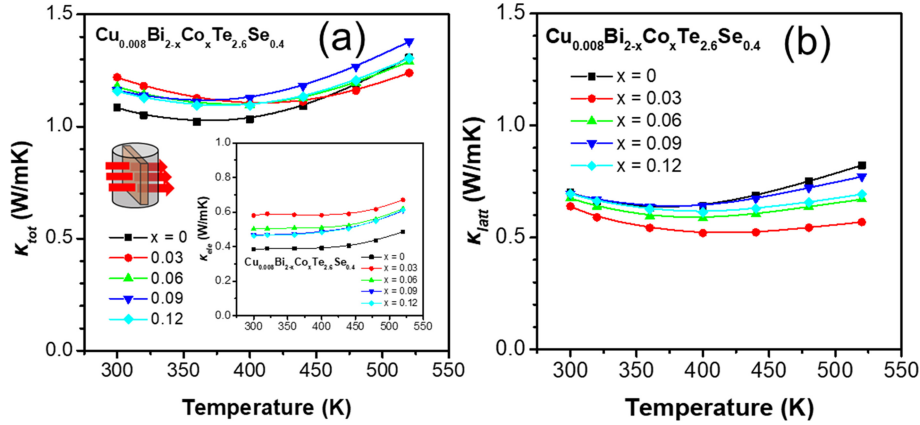 Cu0.008Bi2-xCoxTe2.6Se0.4
(a)
1.5
1.0
0.5
0.0
κtot (W/mK)
x = 0
0.03
0.06
0.09
0.12
1.0
0.8
0.6
0.4
0.2
0.0
κele (W/mK)
Cu0.008Bi2-xCoxTe2.6Se0.4
x = 0
x = 0.03
x = 0.06
x = 0.09
x = 0.12
300 350 400 450 500 550
300 350 400 450 500 550
Temperature (K)
Cu0.008Bi2-xCoxTe2.6Se0.4
(b)
x = 0
x = 0.03
x = 0.06
x = 0.09
x = 0.12
1.5
1.0
0.5
0.0
κlatt (W/mK)
300 350 400 450 500 550
Temperature (K)